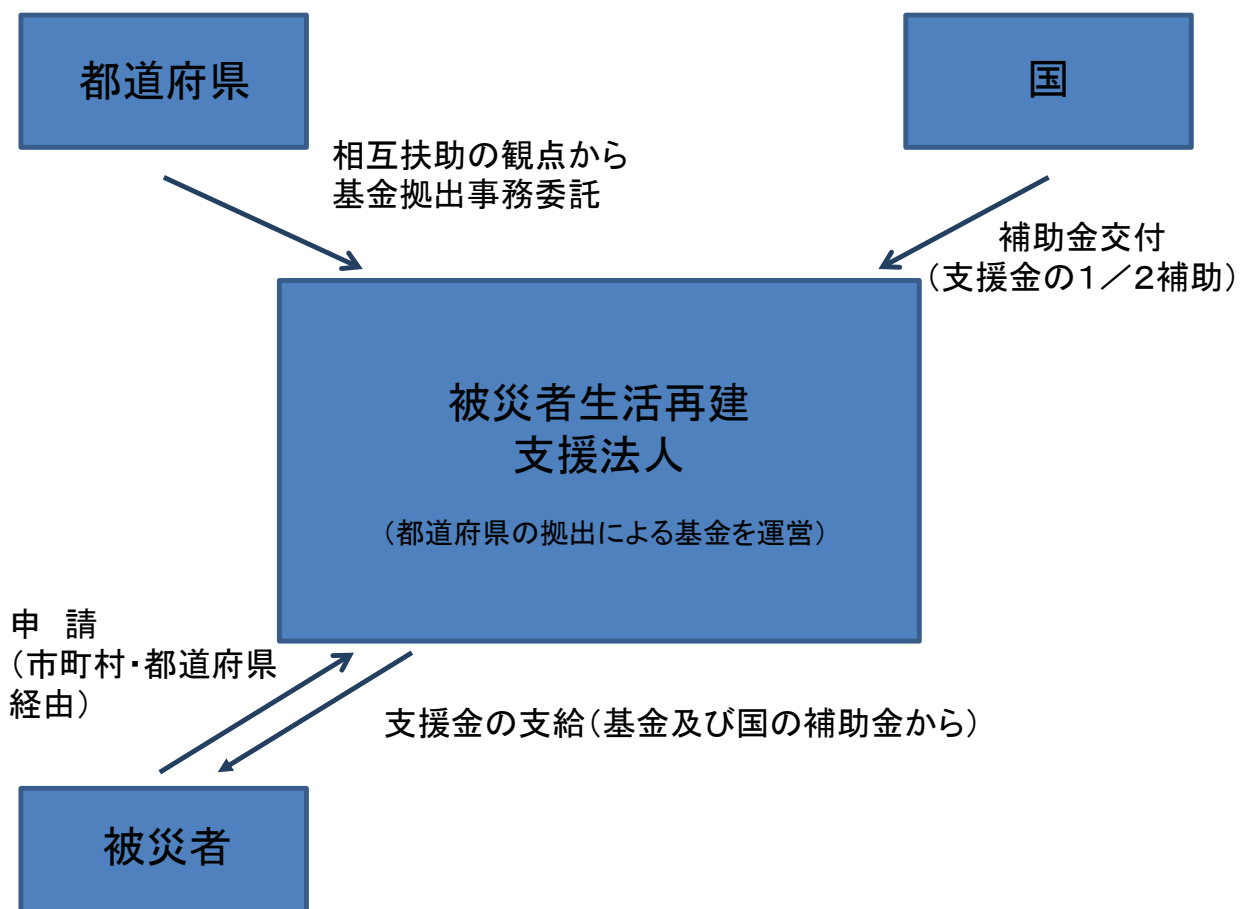 都道府県
国
相互扶助の観点から
基金拠出事務委託
補助金交付
（支援金の１／２補助）
被災者生活再建
支援法人
（都道府県の拠出による基金を運営）
申　請
（市町村・都道府県
経由）
支援金の支給（基金及び国の補助金から）
被災者